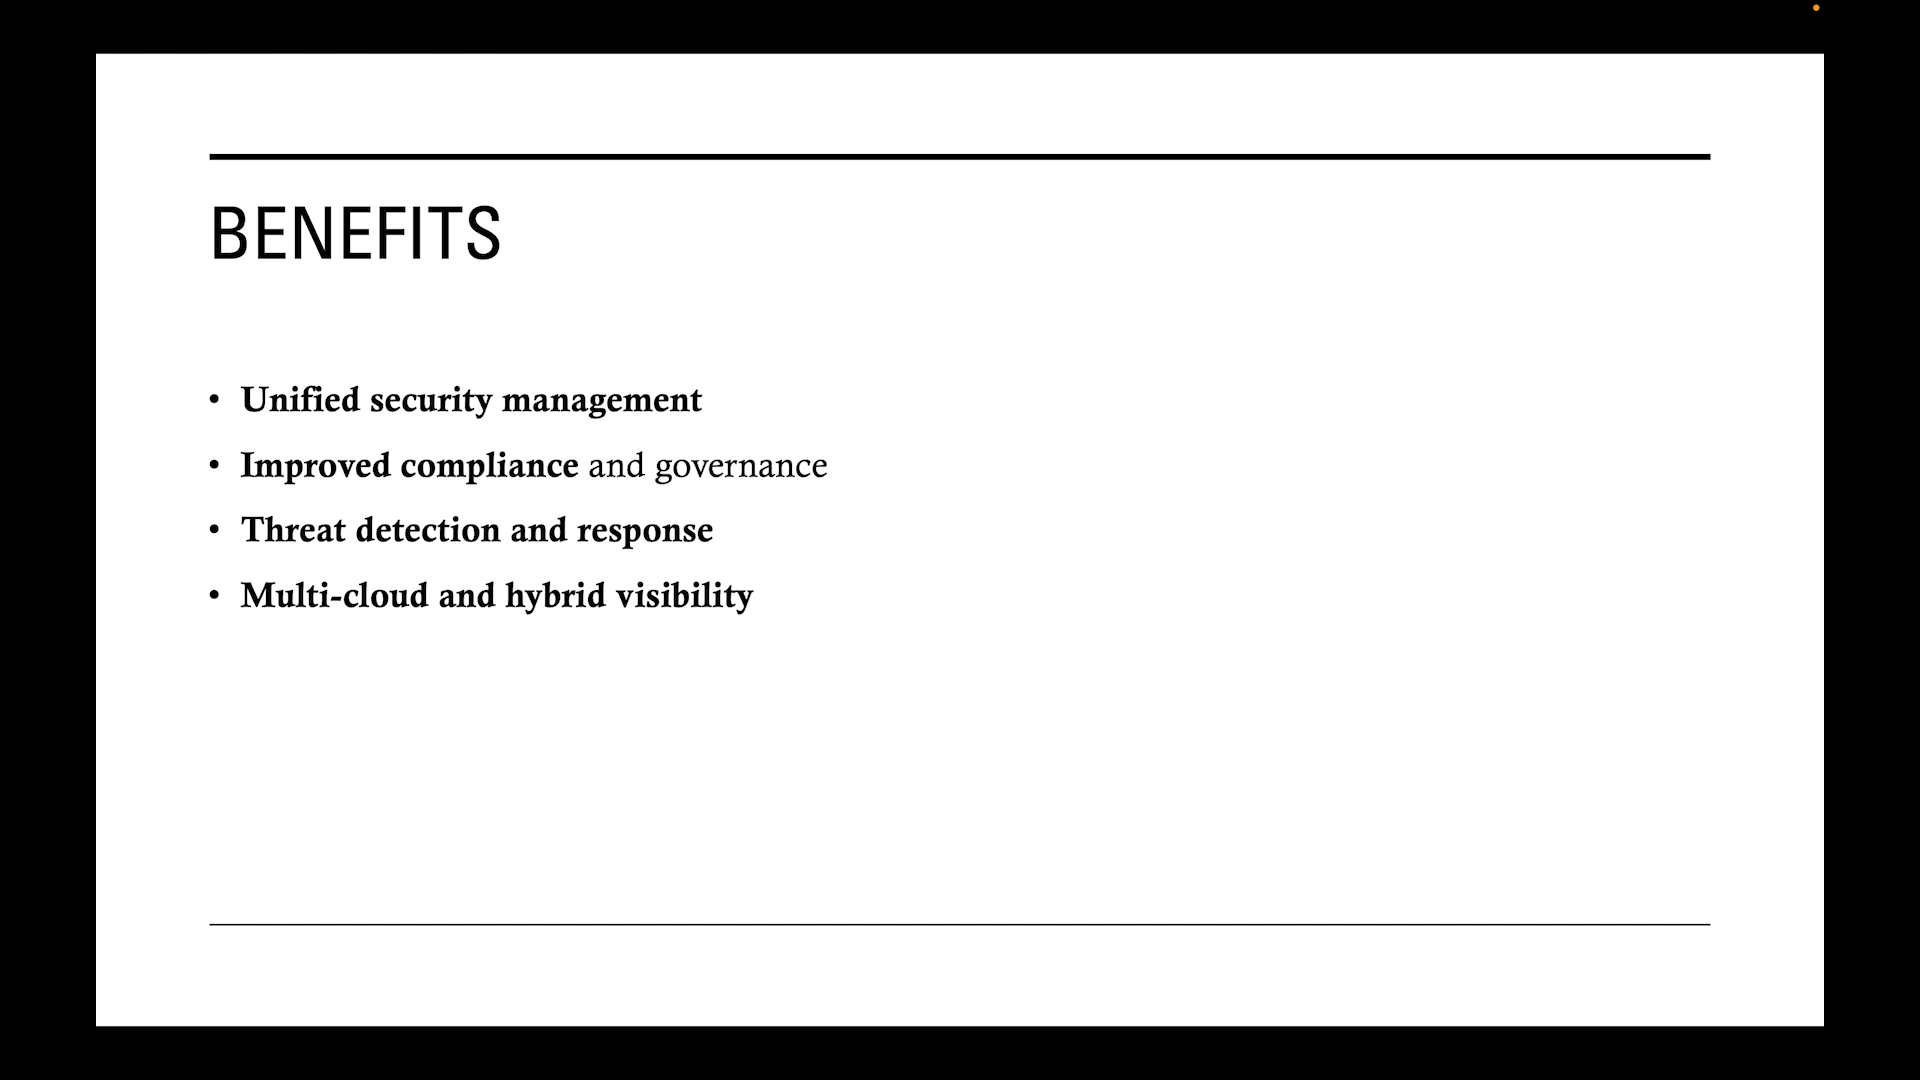 BENEFITS
• Unified security management
• Improved compliance and governance
• Threat detection and response
• Multi-cloud and hybrid visibility